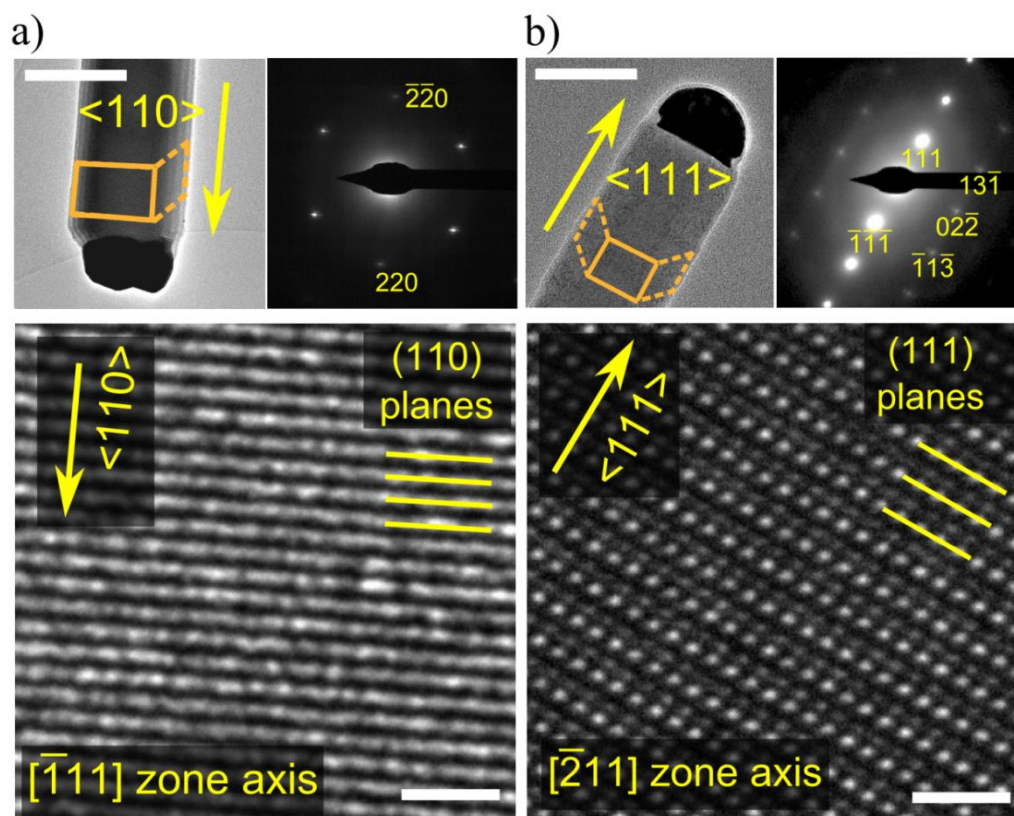 a)
<110>
2̅2̅0
220
<110>
(110)
planes
[1̅11] zone axis
b)
<111>
111
131̅
022̅
1̅1̅1̅
1̅13̅
<111>
(111)
planes
[2̅11] zone axis